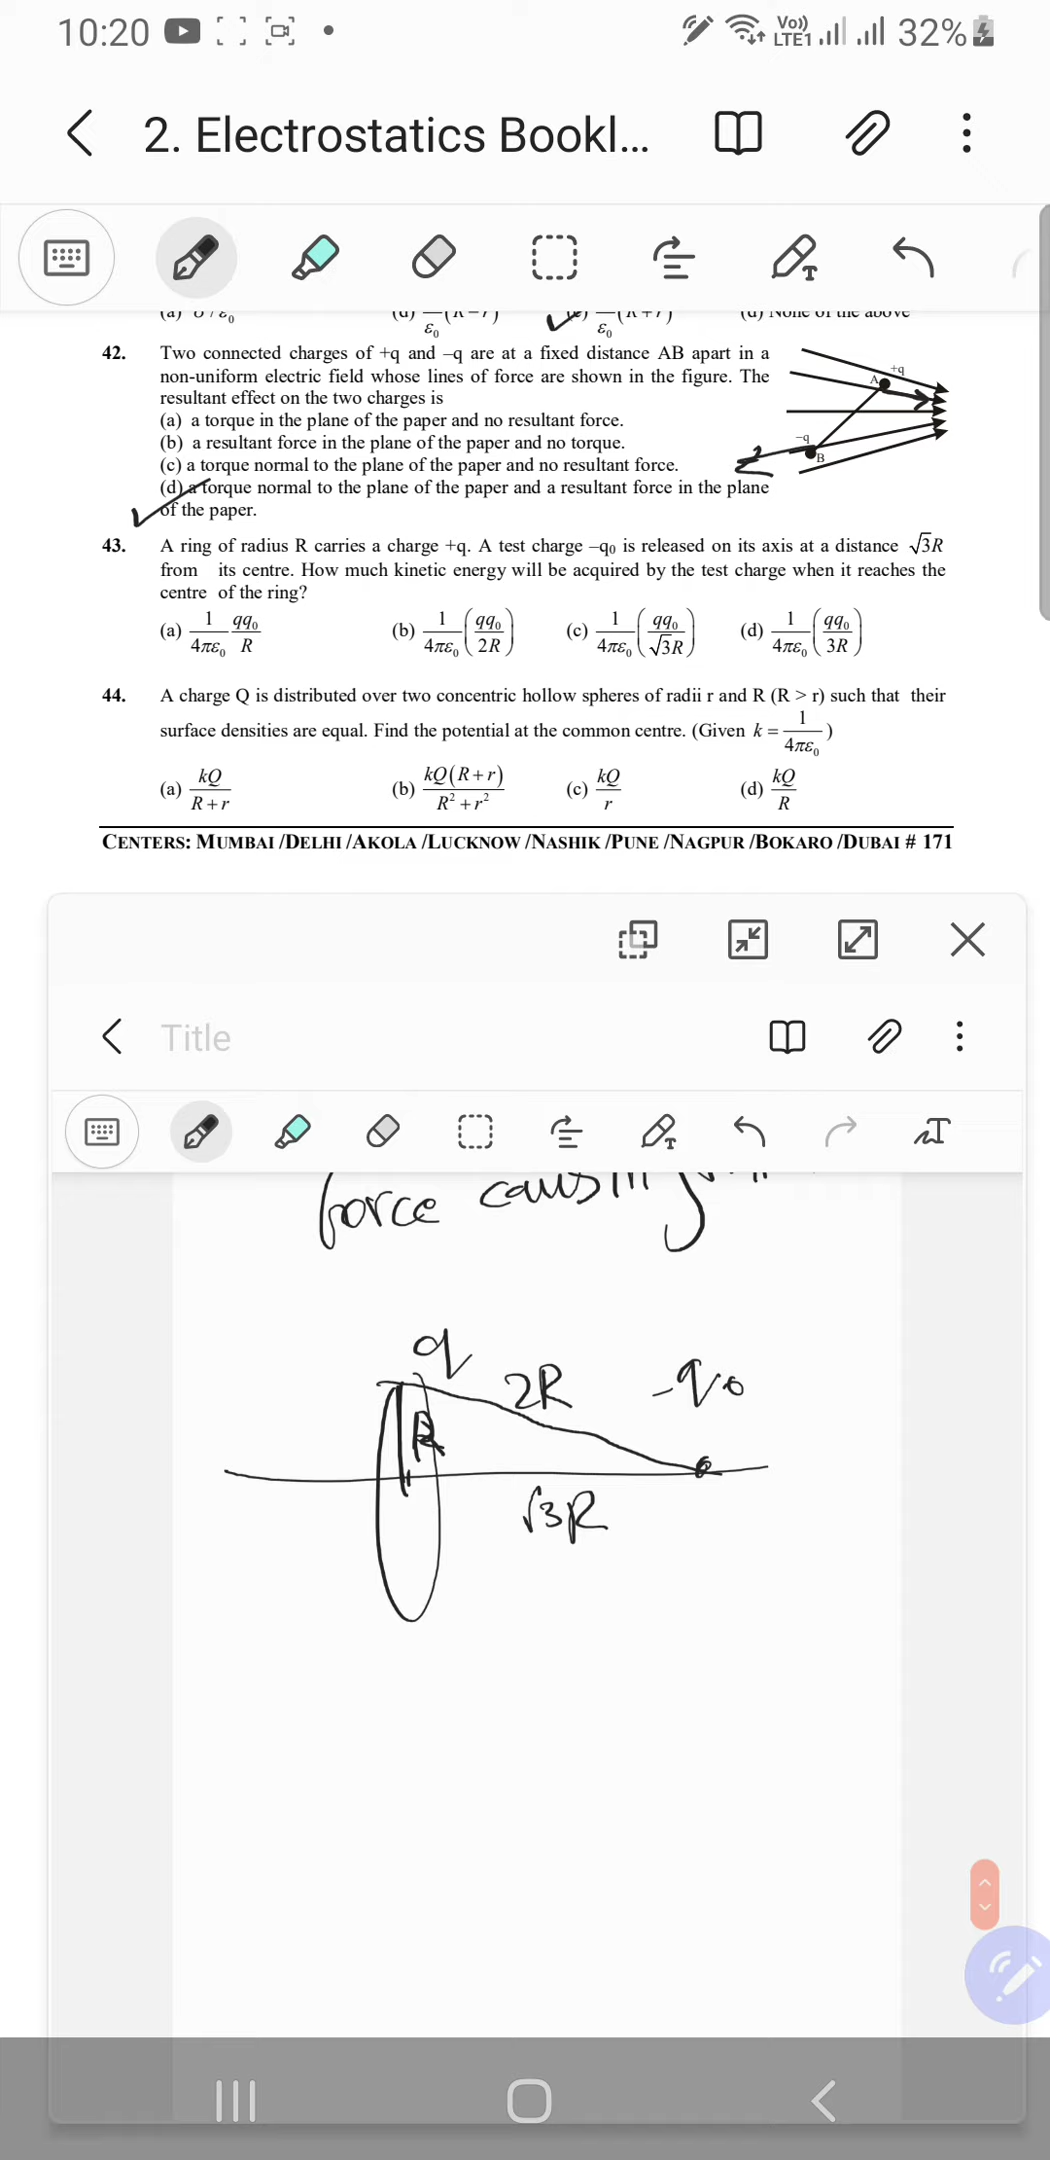 10:20 Vo)) LTE1 32%
2. Electrostatics Bookl...
42. Two connected charges of +q and −q are at a fixed distance AB apart in a
non-uniform electric field whose lines of force are shown in the figure. The
resultant effect on the two charges is
(a) a torque in the plane of the paper and no resultant force.
(b) a resultant force in the plane of the paper and no torque.
(c) a torque normal to the plane of the paper and no resultant force.
(d) a torque normal to the plane of the paper and a resultant force in the plane
of the paper.
+q
A
−q
B
43. A ring of radius R carries a charge +q. A test charge −q₀ is released on its axis at a distance √3R
from its centre. How much kinetic energy will be acquired by the test charge when it reaches the
centre of the ring?
(a) 1/4πε₀ qq₀/R (b) 1/4πε₀ (qq₀/2R) (c) 1/4πε₀ (qq₀/√3R) (d) 1/4πε₀ (qq₀/3R)
44. A charge Q is distributed over two concentric hollow spheres of radii r and R (R > r) such that their
surface densities are equal. Find the potential at the common centre. (Given k = 1/4πε₀)
(a) kQ/R+r (b) kQ(R+r)/R²+r² (c) kQ/r (d) kQ/R
CENTERS: MUMBAI /DELHI /AKOLA /LUCKNOW /NASHIK /PUNE /NAGPUR /BOKARO /DUBAI # 171
Title
force
q
2R −q₀
R
√3R